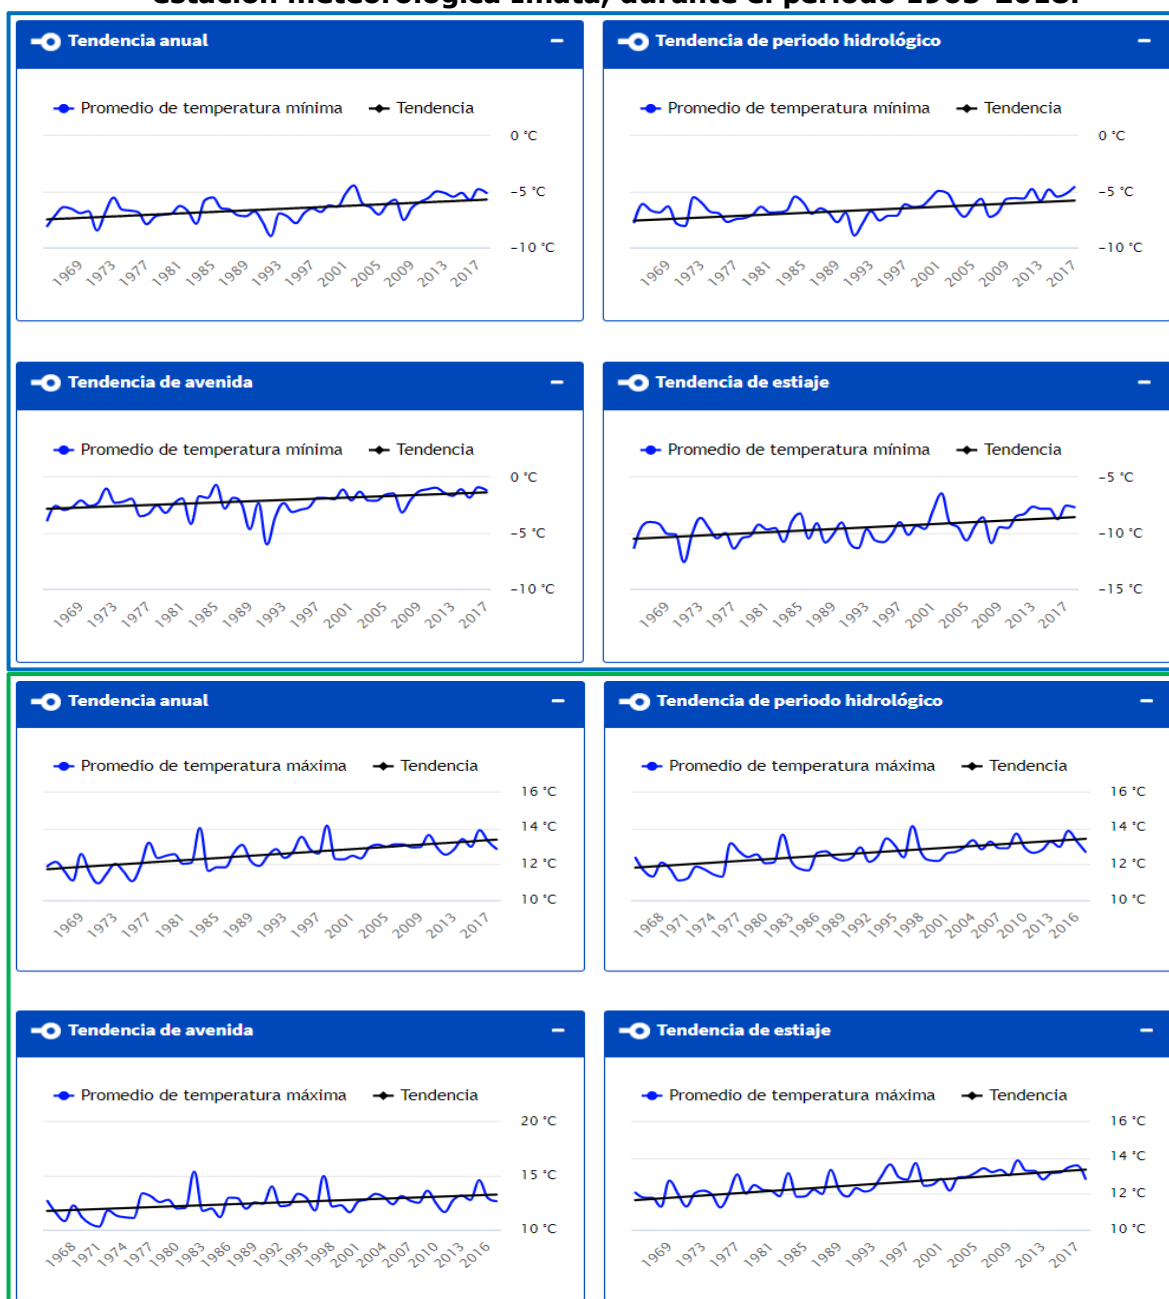 estación meteorológica Imata, durante el periodo 1965-2018.
Tendencia anual
Promedio de temperatura mínima Tendencia
0 °C
-5 °C
-10 °C
1969 1973 1977 1981 1985 1989 1993 1997 2001 2005 2009 2013 2017
Tendencia de periodo hidrológico
Promedio de temperatura mínima Tendencia
0 °C
-5 °C
-10 °C
1969 1973 1977 1981 1985 1989 1993 1997 2001 2005 2009 2013 2017
Tendencia de avenida
Promedio de temperatura mínima Tendencia
0 °C
-5 °C
-10 °C
1969 1973 1977 1981 1985 1989 1993 1997 2001 2005 2009 2013 2017
Tendencia de estiaje
Promedio de temperatura mínima Tendencia
-5 °C
-10 °C
-15 °C
1969 1973 1977 1981 1985 1989 1993 1997 2001 2005 2009 2013 2017
Tendencia anual
Promedio de temperatura máxima Tendencia
16 °C
14 °C
12 °C
10 °C
1969 1973 1977 1981 1985 1989 1993 1997 2001 2005 2009 2013 2017
Tendencia de periodo hidrológico
Promedio de temperatura máxima Tendencia
16 °C
14 °C
12 °C
10 °C
1968 1971 1974 1977 1980 1983 1986 1989 1992 1995 1998 2001 2004 2007 2010 2013 2016
Tendencia de avenida
Promedio de temperatura máxima Tendencia
20 °C
15 °C
10 °C
1968 1971 1974 1977 1980 1983 1986 1989 1992 1995 1998 2001 2004 2007 2010 2013 2016
Tendencia de estiaje
Promedio de temperatura máxima Tendencia
16 °C
14 °C
12 °C
10 °C
1969 1973 1977 1981 1985 1989 1993 1997 2001 2005 2009 2013 2017